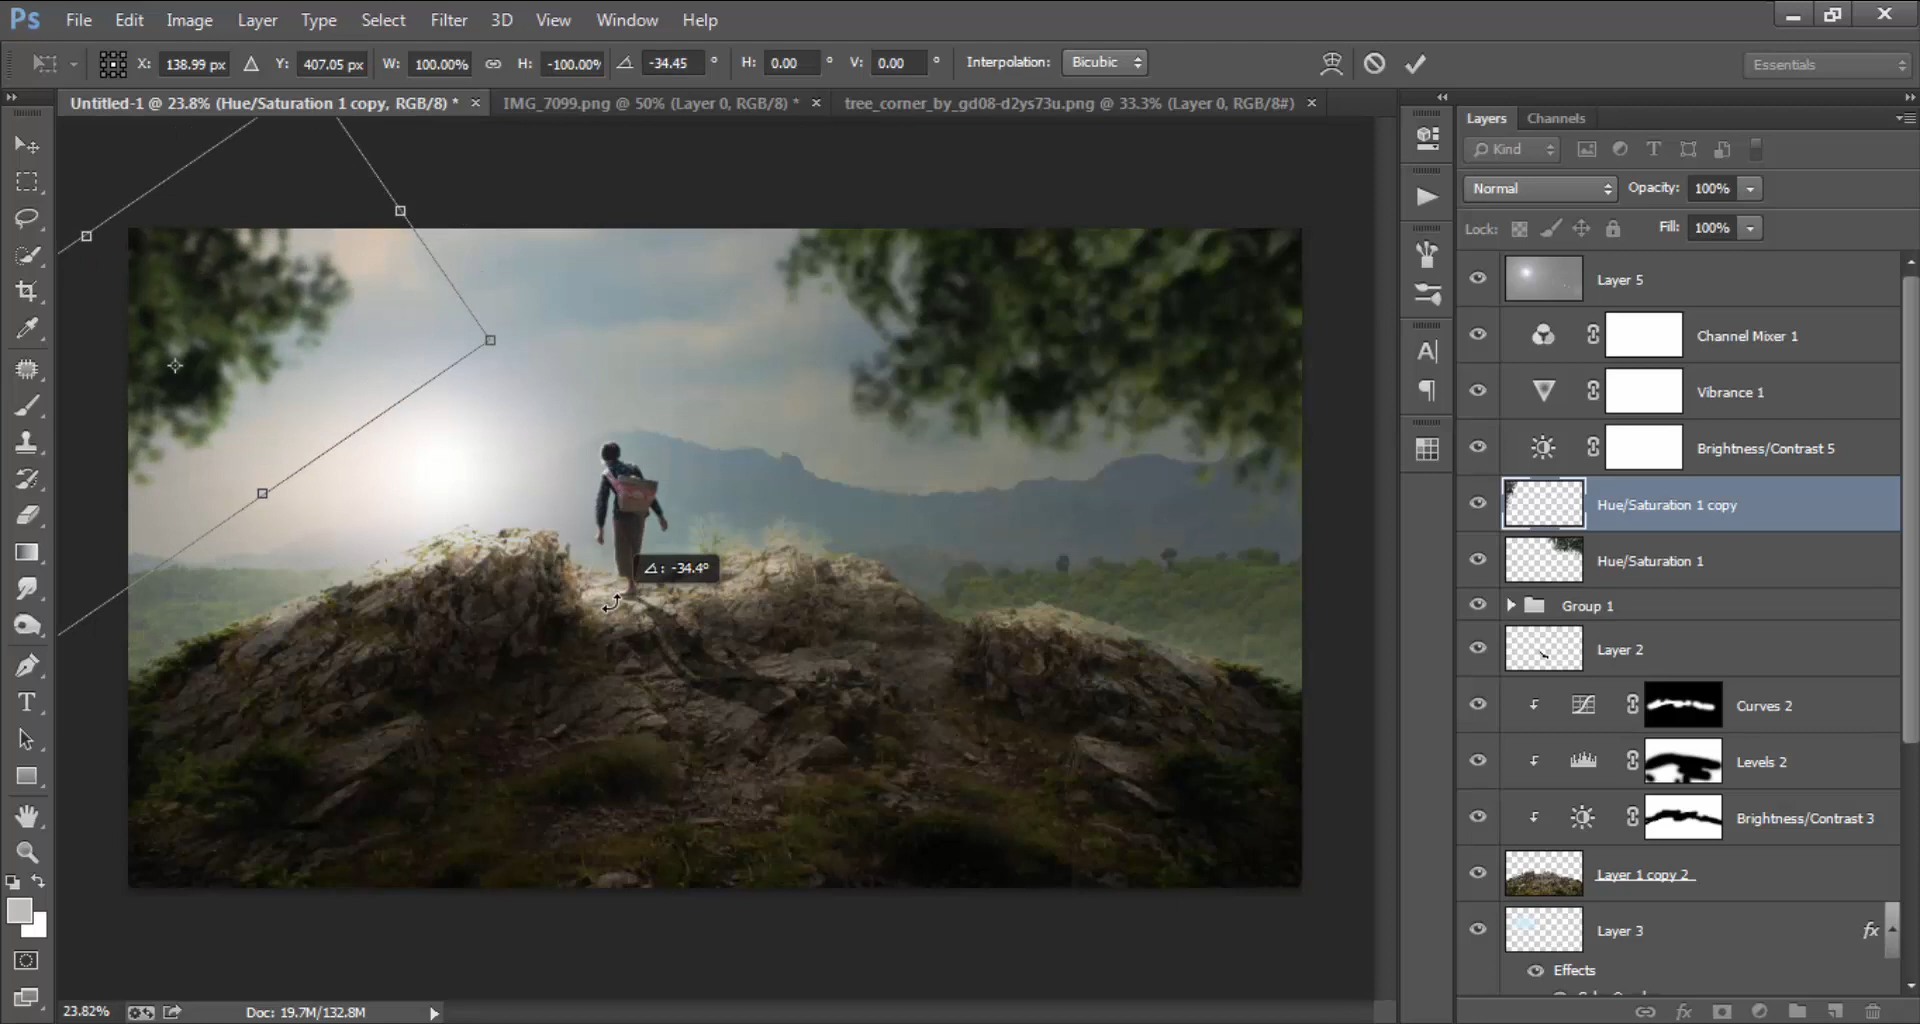 Ps File Edit Image Layer Type Select Filter 3D View Window Help
X: 138.99 px Y: 407.05 px W: 100.00% H: -100.00% -34.45 ° H: 0.00 ° V: 0.00 ° Interpolation: Bicubic Essentials
Untitled-1 @ 23.8% (Hue/Saturation 1 copy, RGB/8) * × IMG_7099.png @ 50% (Layer 0, RGB/8) * × tree_corner_by_gd08-d2ys73u.png @ 33.3% (Layer 0, RGB/8#) ×
Layers Channels
Kind
Normal Opacity: 100%
Lock: Fill: 100%
Layer 5
Channel Mixer 1
Vibrance 1
Brightness/Contrast 5
Hue/Saturation 1 copy
Hue/Saturation 1
Group 1
Layer 2
Curves 2
Levels 2
Brightness/Contrast 3
Layer 1 copy 2
Layer 3 fx
Effects
: -34.4°
23.82% Doc: 19.7M/132.8M